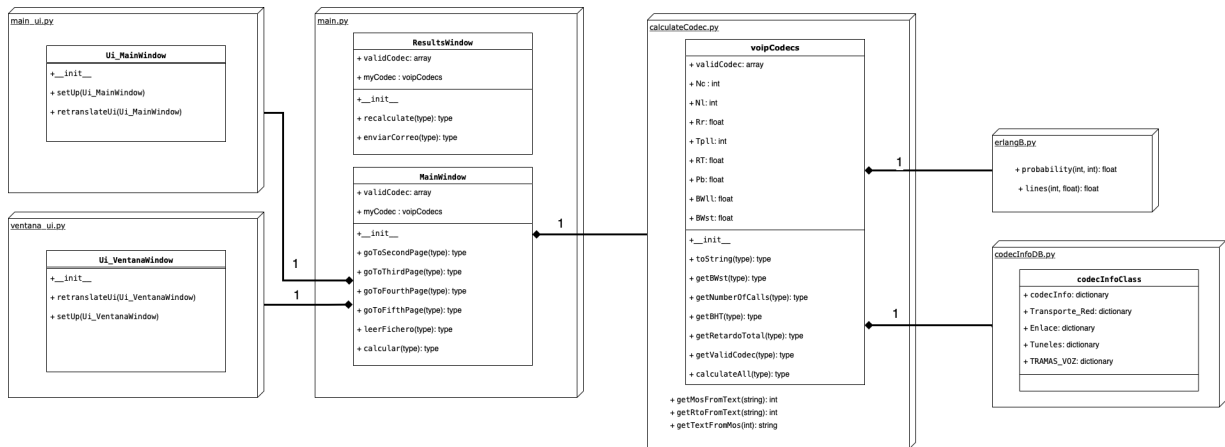 main_ui.py
Ui_MainWindow
+__init__
+ setUp(Ui_MainWindow)
+ retranslateUi(Ui_MainWindow)
ventana_ui.py
Ui_VentanaWindow
+__init__
+ retranslateUi(Ui_VentanaWindow)
+ setUp(Ui_VentanaWindow)
1
1
main.py
ResultsWindow
+ validCodec: array
+ myCodec : voipCodecs
+__init__
+ recalculate(type): type
+ enviarCorreo(type): type
MainWindow
+ validCodec: array
+ myCodec : voipCodecs
+__init__
+ goToSecondPage(type): type
+ goToThirdPage(type): type
+ goToFourthPage(type): type
+ goToFifthPage(type): type
+ leerFichero(type): type
+ calcular(type): type
1
calculateCodec.py
voipCodecs
+ validCodec: array
+ Nc : int
+ Nl: int
+ Rr: float
+ Tpll: int
+ RT: float
+ Pb: float
+ BWll: float
+ BWst: float
+__init__
+ toString(type): type
+ getBWst(type): type
+ getNumberOfCalls(type): type
+ getBHT(type): type
+ getRetardoTotal(type): type
+ getValidCodec(type): type
+ calculateAll(type): type
+ getMosFromText(string): int
+ getRtoFromText(string): int
+ getTextFromMos(int): string
1
1
erlangB.py
+ probability(int, int): float
+ lines(int, float): float
codecInfoDB.py
codecInfoClass
+ codecInfo: dictionary
+ Transporte_Red: dictionary
+ Enlace: dictionary
+ Tuneles: dictionary
+ TRAMAS_VOZ: dictionary